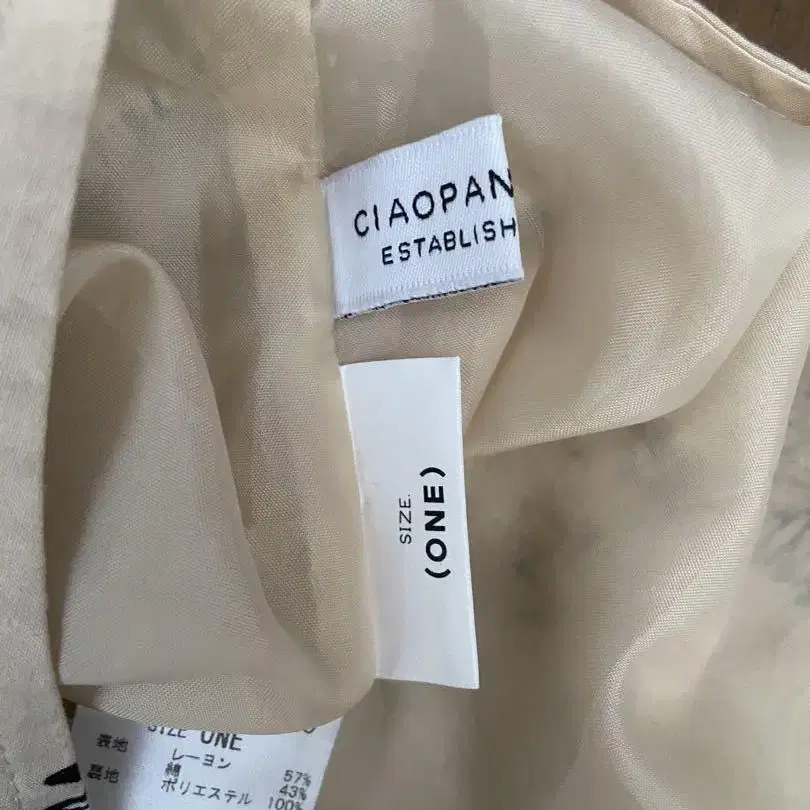 CIAOPAN
ESTABLISH
SIZE.
(ONE)
SIZE ONE
表地 レーヨン 57%
綿 43%
裏地 ポリエステル 100%